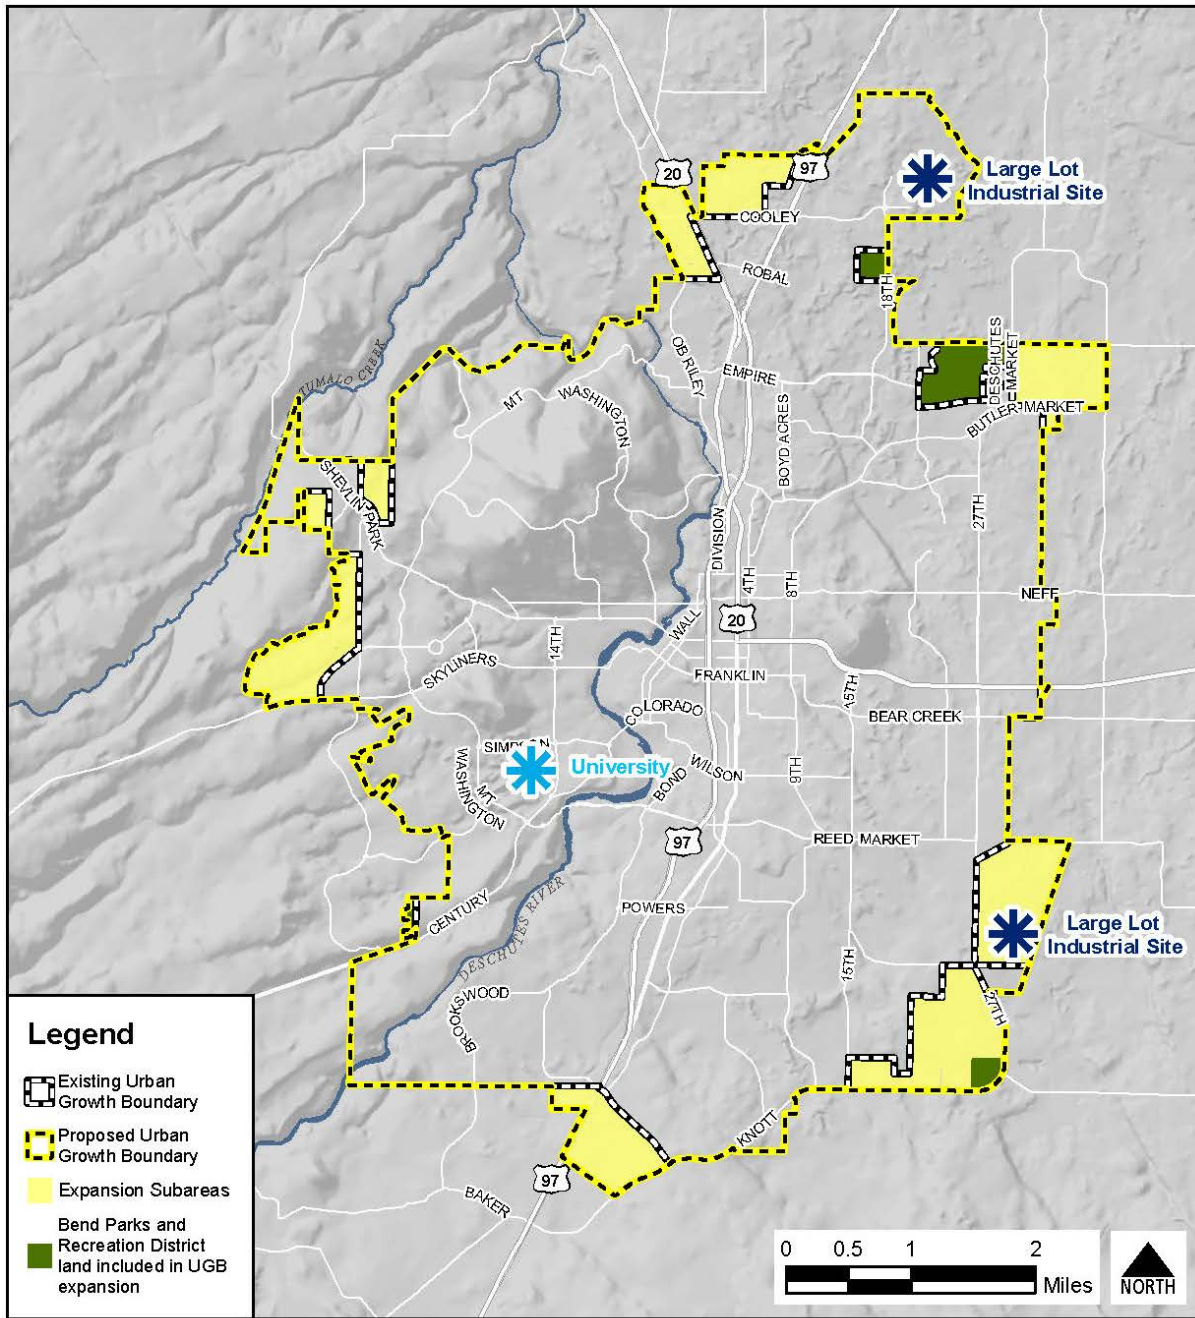 20
97
Large Lot
Industrial Site
COOLEY
ROBAL
18TH
TUMALO CREEK
OB RILEY
EMPIRE
DESCHUTES
MARKET
MT
WASHINGTON
BUTLER
MARKET
BOYD ACRES
SHEVLIN PARK
27TH
DIVISION
4TH
8TH
NEFF
20
WALL
14TH
SKYLINERS
FRANKLIN
15TH
BEAR CREEK
COLORADO
SIMPSON
University
WILSON
BOND
9TH
MT
WASHINGTON
97
REED MARKET
CENTURY
DESCHUTES RIVER
POWERS
Large Lot
Industrial Site
15TH
BROOKSWOOD
27TH
KNOTT
97
BAKER
Legend
Existing Urban
Growth Boundary
Proposed Urban
Growth Boundary
Expansion Subareas
Bend Parks and
Recreation District
land included in UGB
expansion
0 0.5 1 2
Miles
NORTH